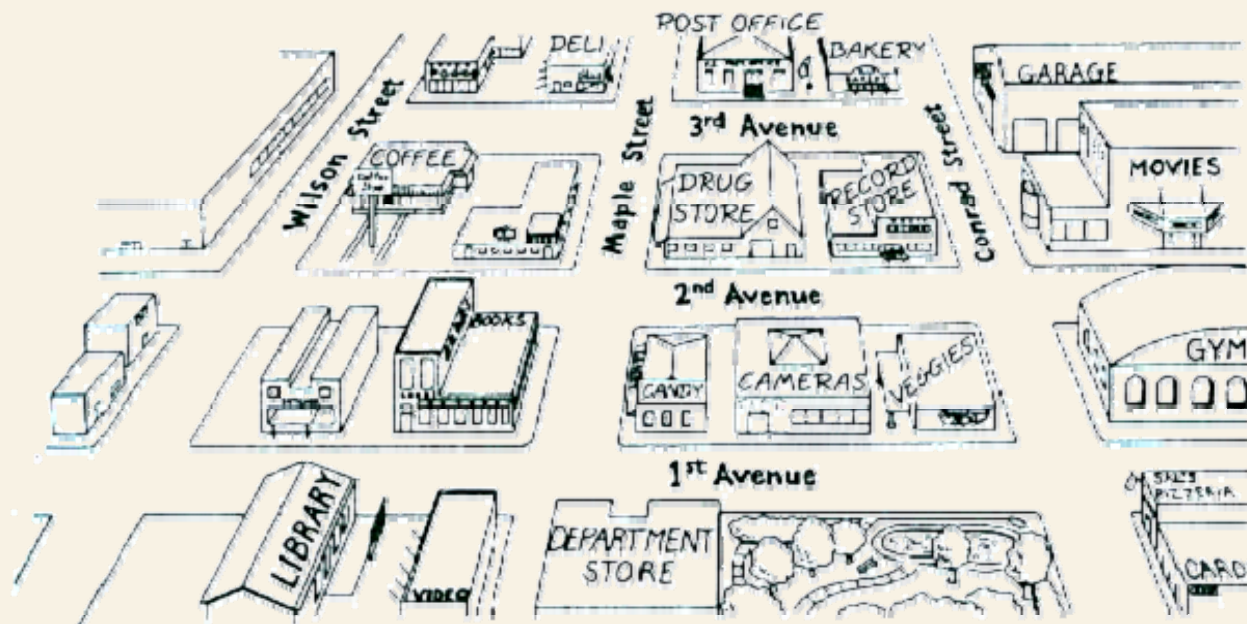 POST OFFICE
DELI
BAKERY
GARAGE
Wilson Street
Maple Street
3rd Avenue
Conrad Street
COFFEE
DRUG
STORE
RECORD
STORE
MOVIES
2nd Avenue
BOOKS
CANDY
CAMERAS
VEGGIES
GYM
1st Avenue
LIBRARY
VIDEO
DEPARTMENT
STORE
SAL'S
PIZZERIA
CARD